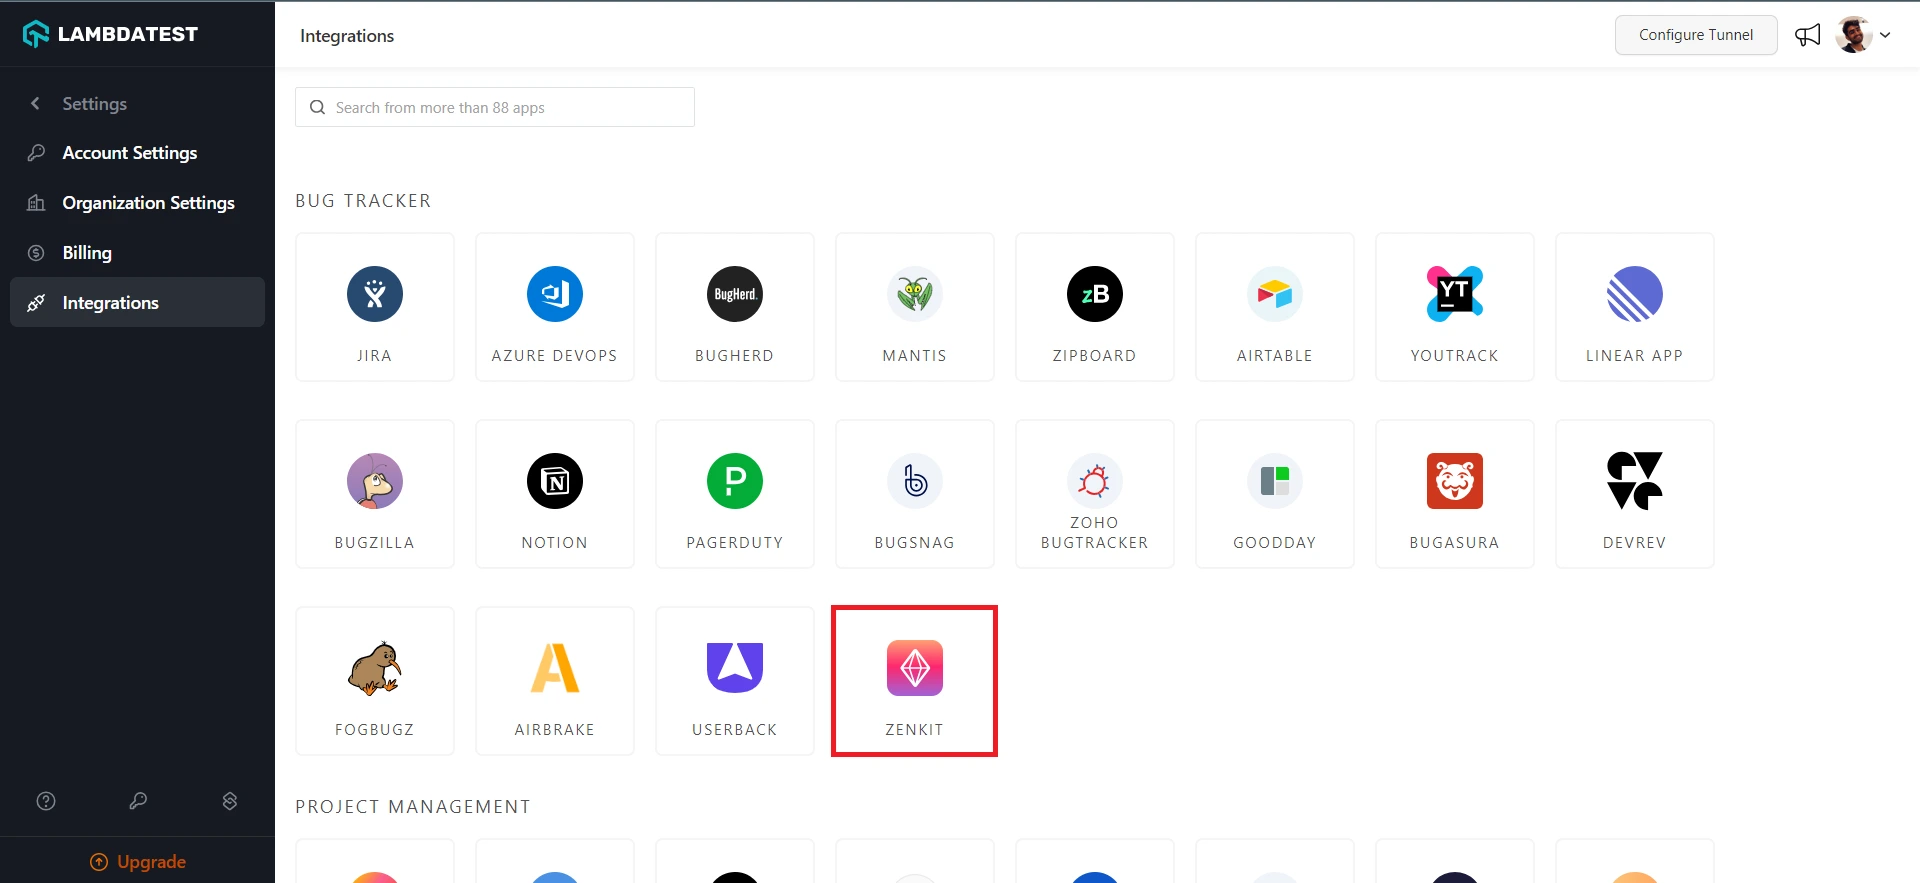 LAMBDATEST
Integrations
Configure Tunnel
Settings
Account Settings
Organization Settings
Billing
Integrations
Upgrade
Search from more than 88 apps
BUG TRACKER
JIRA
AZURE DEVOPS
BugHerd.
BUGHERD
MANTIS
zB
ZIPBOARD
AIRTABLE
YT
YOUTRACK
LINEAR APP
BUGZILLA
N
NOTION
P
PAGERDUTY
b
BUGSNAG
ZOHO
BUGTRACKER
GOODDAY
BUGASURA
DEVREV
FOGBUGZ
A
AIRBRAKE
USERBACK
ZENKIT
PROJECT MANAGEMENT